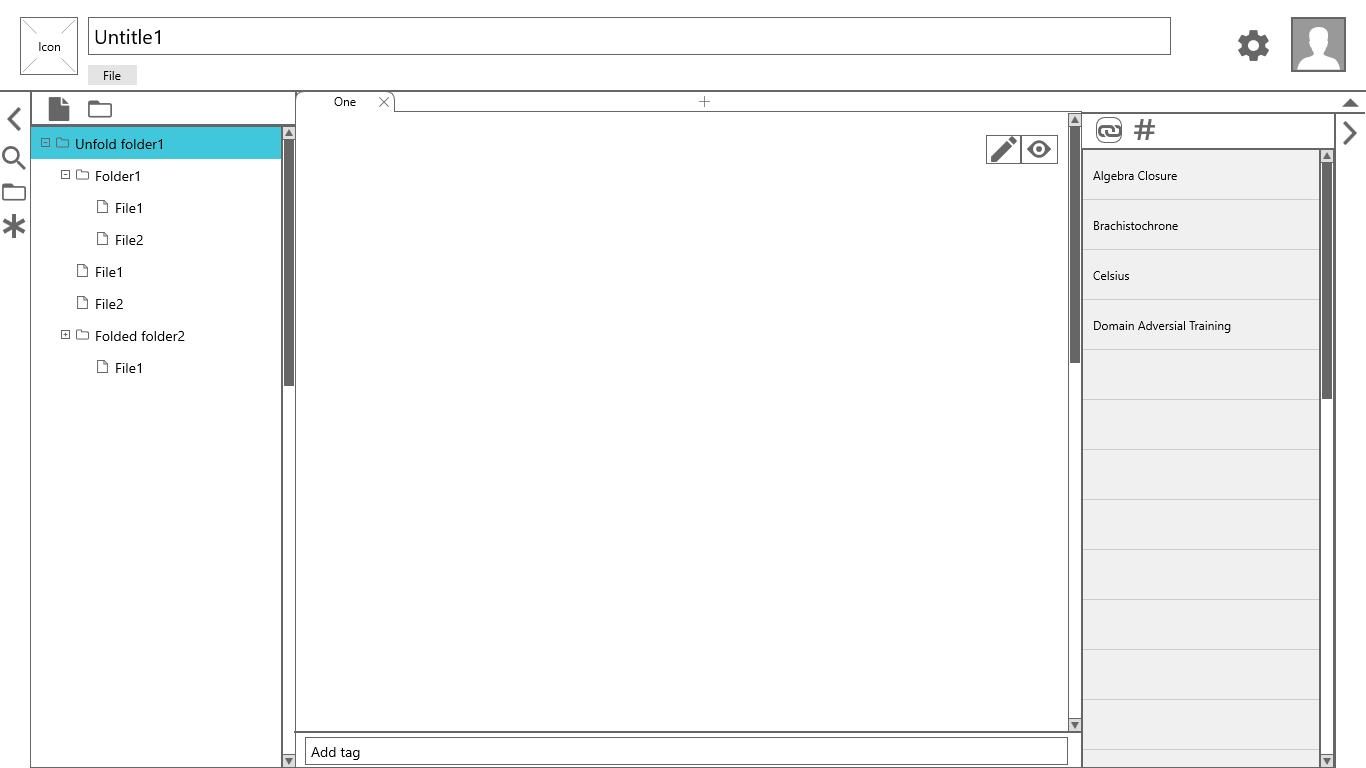 Icon
Untitle1
File
One
Unfold folder1
Folder1
File1
File2
File1
File2
Folded folder2
File1
#
Algebra Closure
Brachistochrone
Celsius
Domain Adversial Training
Add tag